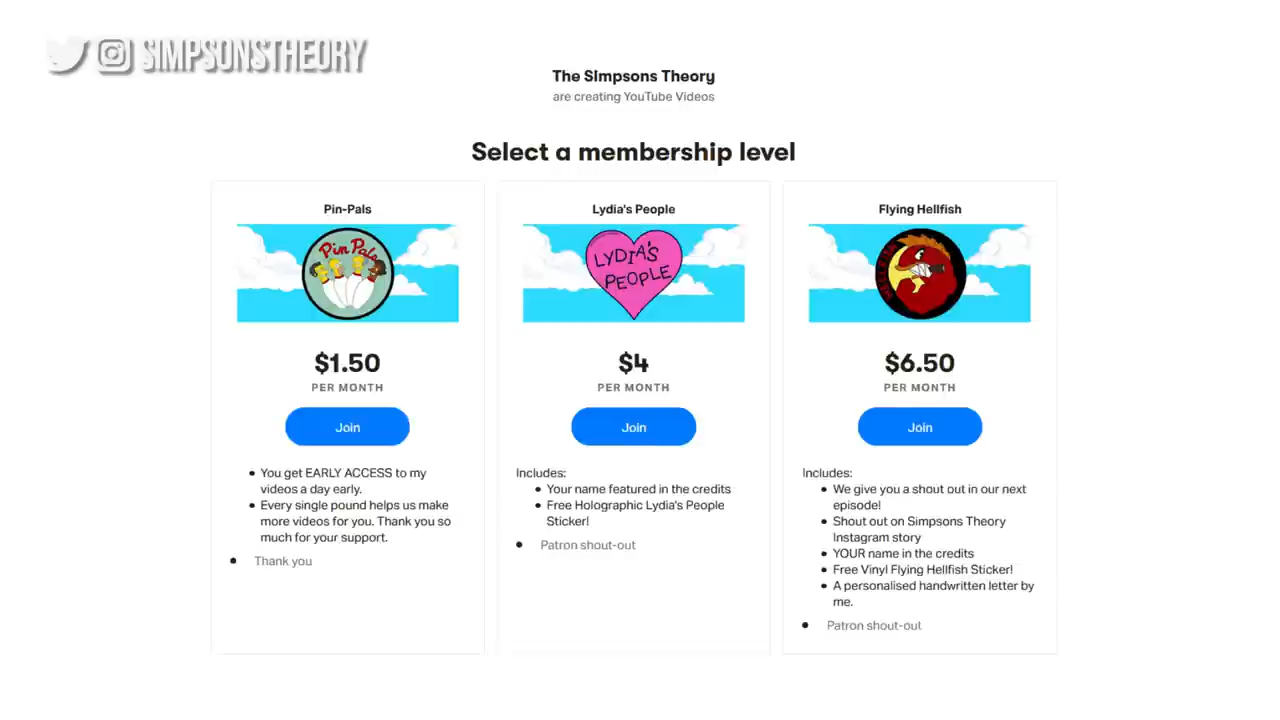 SIMPSONSTHEORY
The SImpsons Theory
are creating YouTube Videos
Select a membership level
Pin-Pals
Pin Pals
$1.50
PER MONTH
Join
You get EARLY ACCESS to my
videos a day early.
Every single pound helps us make
more videos for you. Thank you so
much for your support.
Thank you
Lydia's People
LYDIA'S
PEOPLE
$4
PER MONTH
Join
Includes:
Your name featured in the credits
Free Holographic Lydia's People
Sticker!
Patron shout-out
Flying Hellfish
$6.50
PER MONTH
Join
Includes:
We give you a shout out in our next
episode!
Shout out on Simpsons Theory
Instagram story
YOUR name in the credits
Free Vinyl Flying Hellfish Sticker!
A personalised handwritten letter by
me.
Patron shout-out